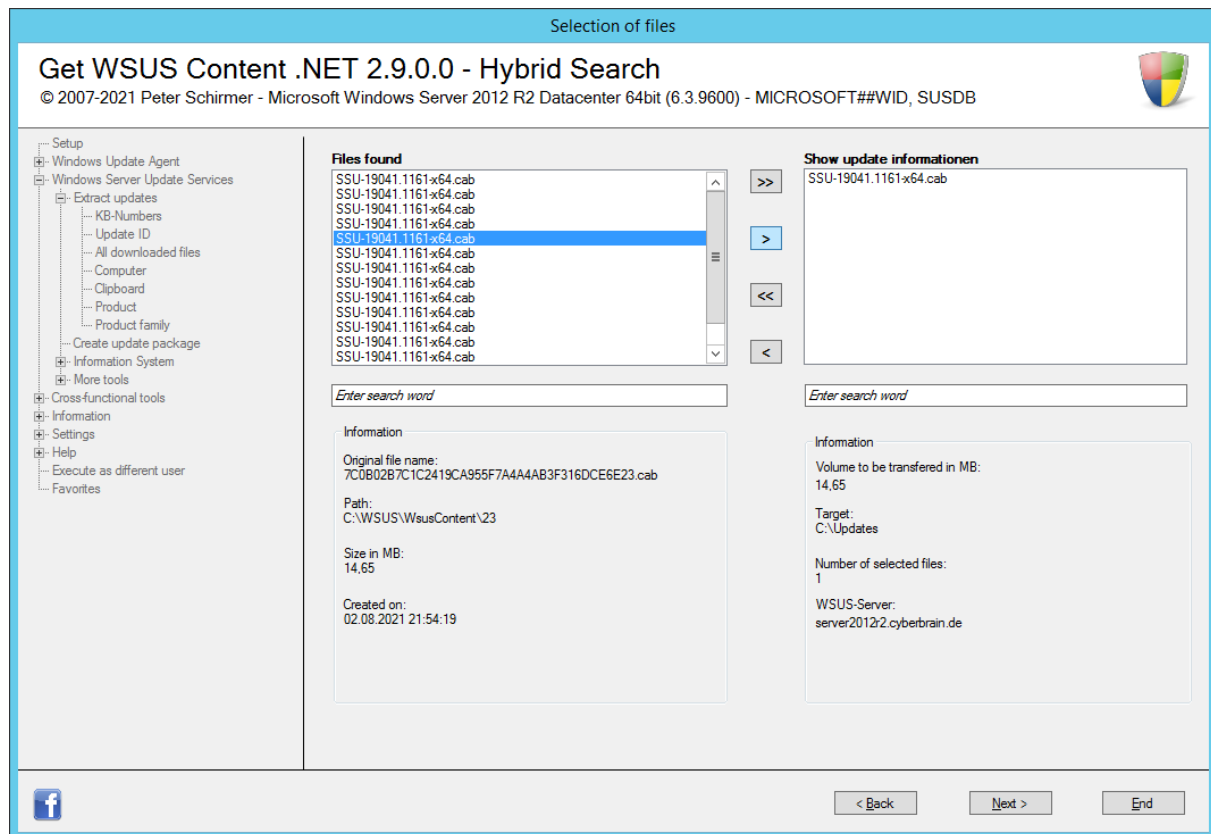 Selection of files
Get WSUS Content .NET 2.9.0.0 - Hybrid Search
© 2007-2021 Peter Schirmer - Microsoft Windows Server 2012 R2 Datacenter 64bit (6.3.9600) - MICROSOFT##WID, SUSDB
Setup
Windows Update Agent
Windows Server Update Services
Extract updates
KB-Numbers
Update ID
All downloaded files
Computer
Clipboard
Product
Product family
Create update package
Information System
More tools
Cross-functional tools
Information
Settings
Help
Execute as different user
Favorites
Files found
SSU-19041.1161-x64.cab
SSU-19041.1161-x64.cab
SSU-19041.1161-x64.cab
SSU-19041.1161-x64.cab
SSU-19041.1161-x64.cab
SSU-19041.1161-x64.cab
SSU-19041.1161-x64.cab
SSU-19041.1161-x64.cab
SSU-19041.1161-x64.cab
SSU-19041.1161-x64.cab
SSU-19041.1161-x64.cab
SSU-19041.1161-x64.cab
SSU-19041.1161-x64.cab
Enter search word
Information
Original file name:
7C0B02B7C1C2419CA955F7A4A4AB3F316DCE6E23.cab
Path:
C:\WSUS\WsusContent\23
Size in MB:
14,65
Created on:
02.08.2021 21:54:19
>>
>
<<
<
Show update informationen
SSU-19041.1161-x64.cab
Enter search word
Information
Volume to be transfered in MB:
14,65
Target:
C:\Updates
Number of selected files:
1
WSUS-Server:
server2012r2.cyberbrain.de
f
< Back
Next >
End